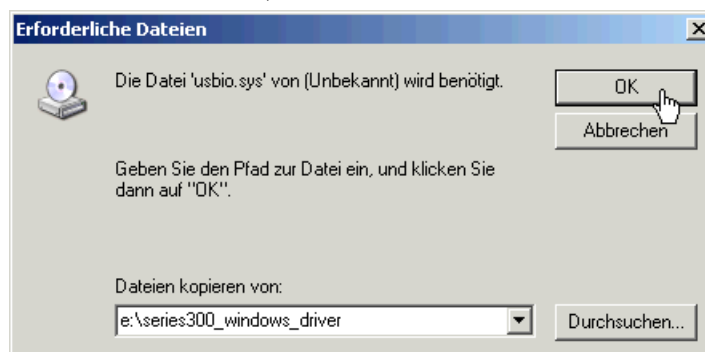 Erforderliche Dateien
Die Datei 'usbio.sys' von (Unbekannt) wird benötigt.
OK
Abbrechen
Geben Sie den Pfad zur Datei ein, und klicken Sie
dann auf "OK".
Dateien kopieren von:
e:\series300_windows_driver
Durchsuchen...